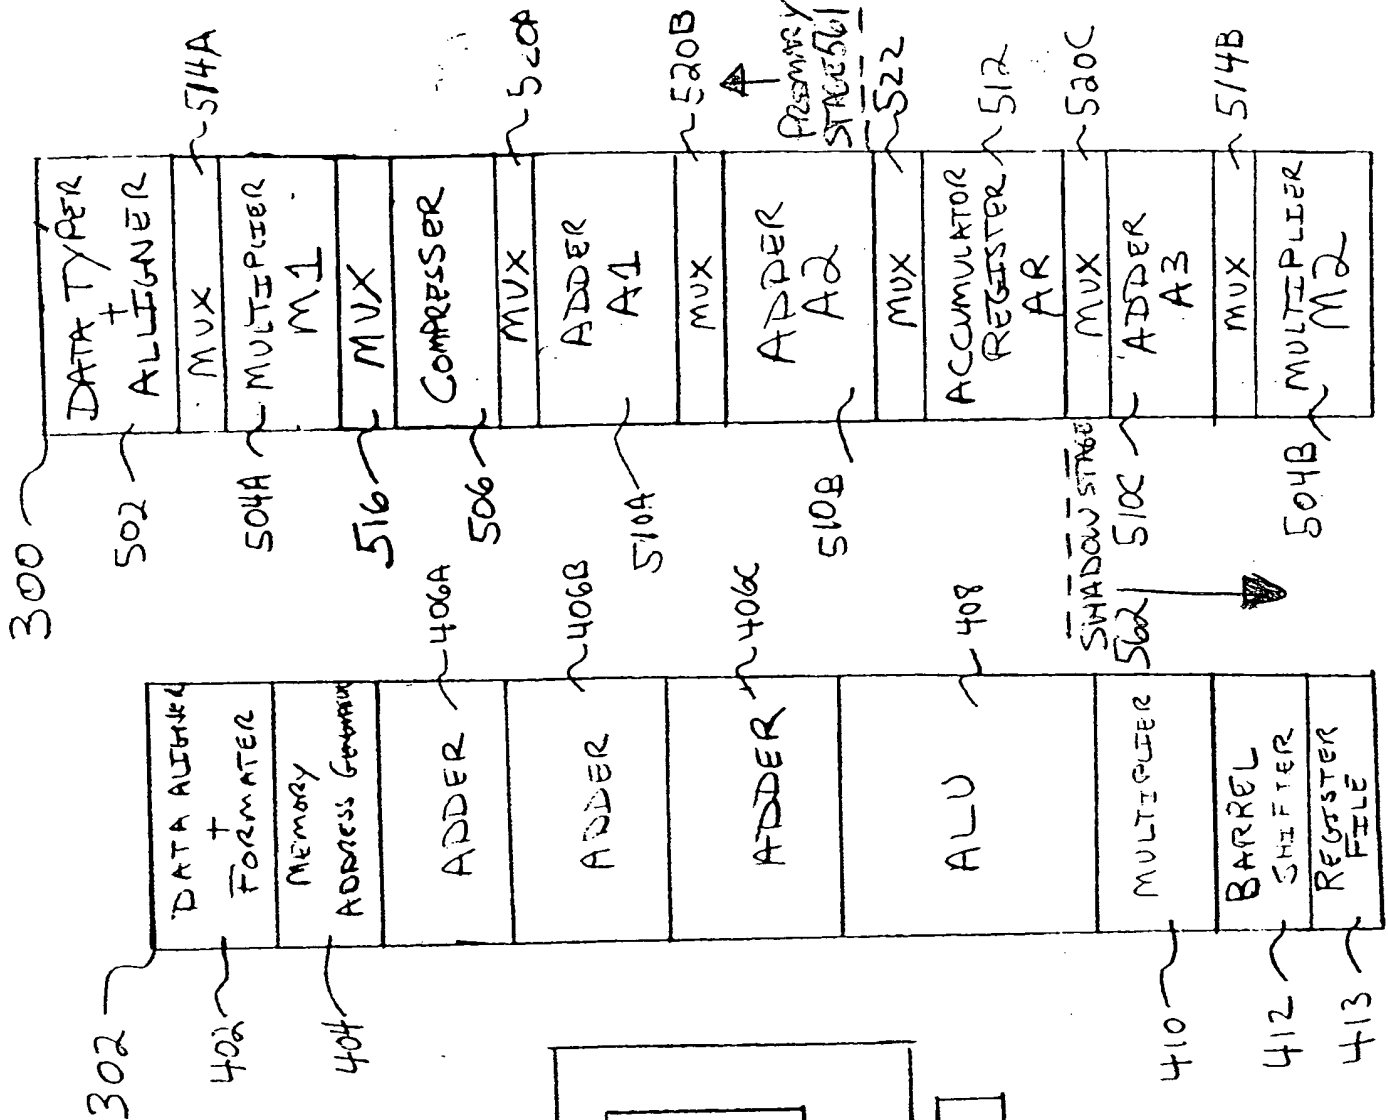 300
DATA TYPER
+
ALLIGNER
502
MUX
514A
MULTIPLIER
M1
504A
MUX
516
COMPRESSER
506
MUX
520A
ADDER
A1
510A
MUX
520B
ADDER
A2
510B
PRIMARY
STAGE 561
MUX
522
ACCUMULATOR
REGISTER
AR
512
MUX
520C
SHADOW STAGE
562
ADDER
A3
510C
MUX
514B
MULTIPLIER
M2
504B
302
DATA ALIGNER
+
FORMATER
402
MEMORY
ADDRESS
404
ADDER
406A
ADDER
406B
ADDER
406C
ALU
408
MULTIPLIER
410
BARREL
SHIFTER
412
REGISTER
FILE
413